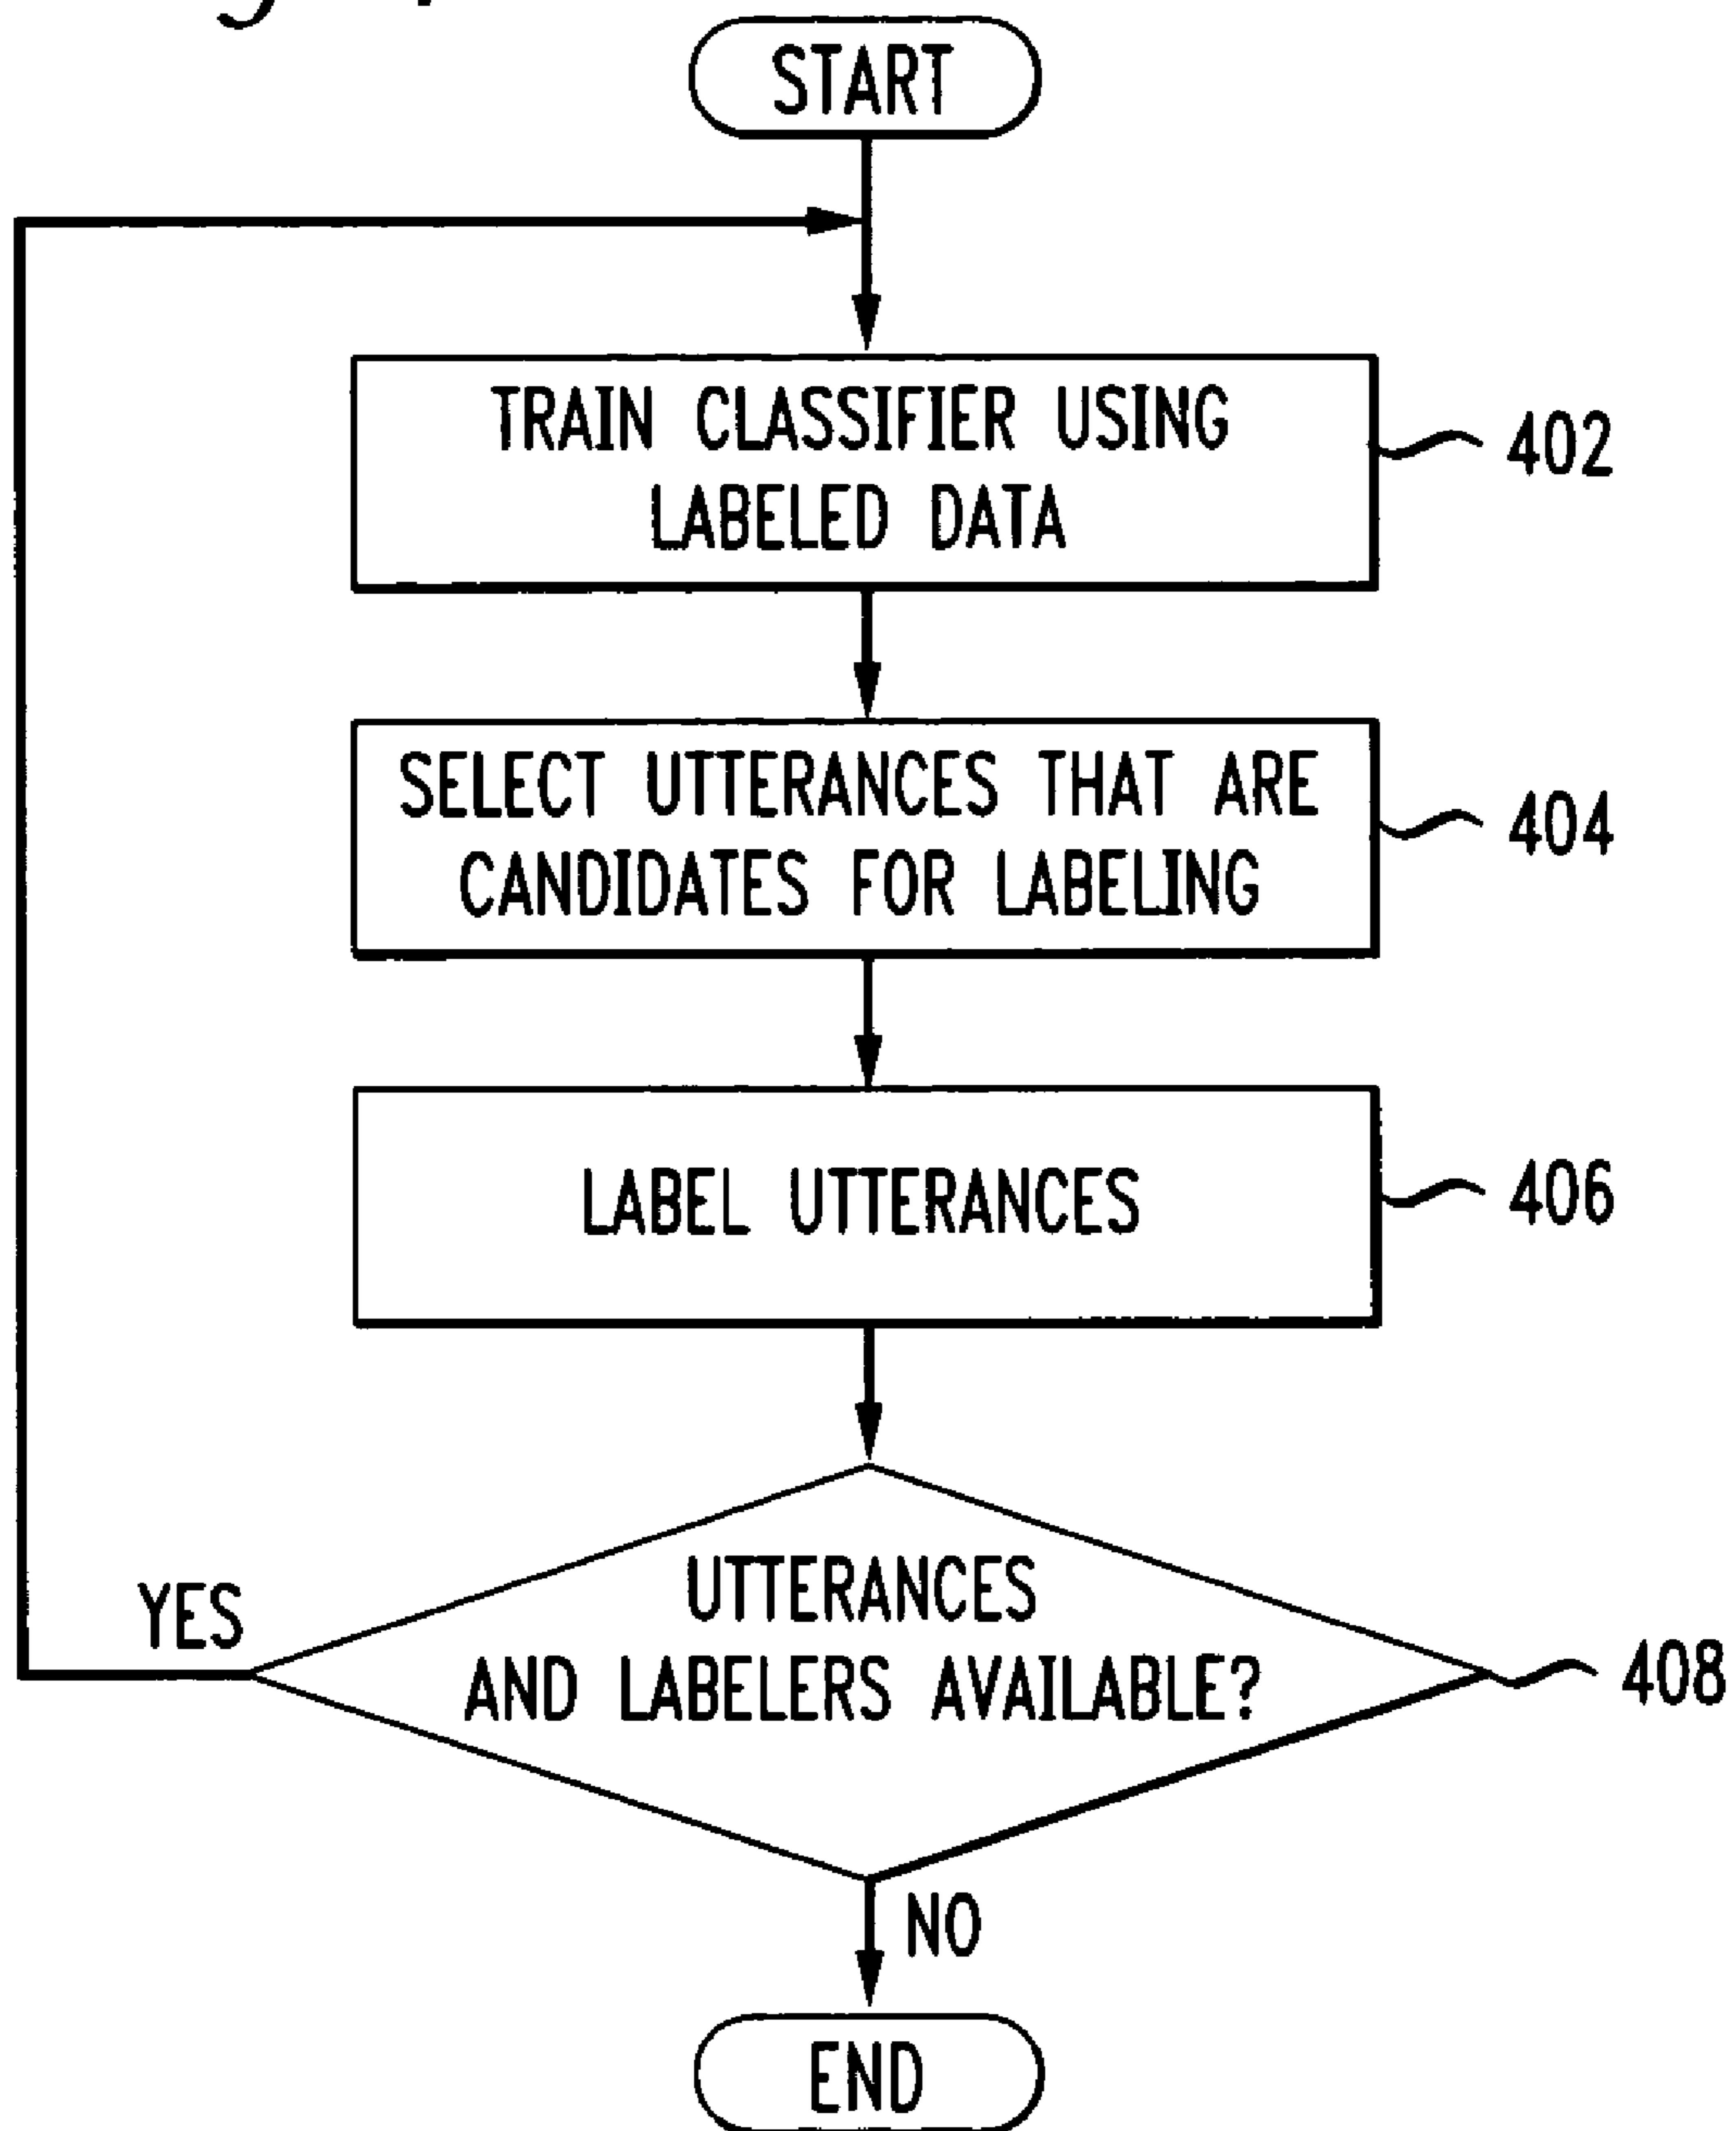 START
TRAIN CLASSIFIER USING
LABELED DATA
402
SELECT UTTERANCES THAT ARE
CANDIDATES FOR LABELING
404
LABEL UTTERANCES
406
UTTERANCES
AND LABELERS AVAILABLE?
408
YES
NO
END